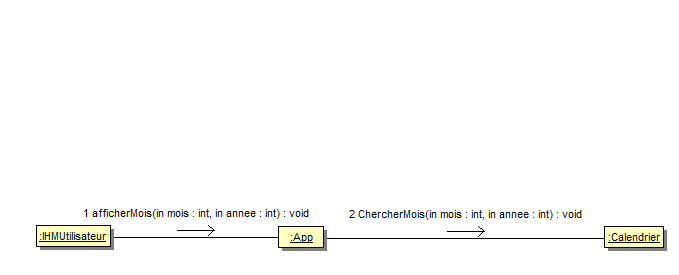 1 afficherMois(in mois : int, in annee : int) : void
2 ChercherMois(in mois : int, in annee : int) : void
:IHMUtilisateur
:App
:Calendrier